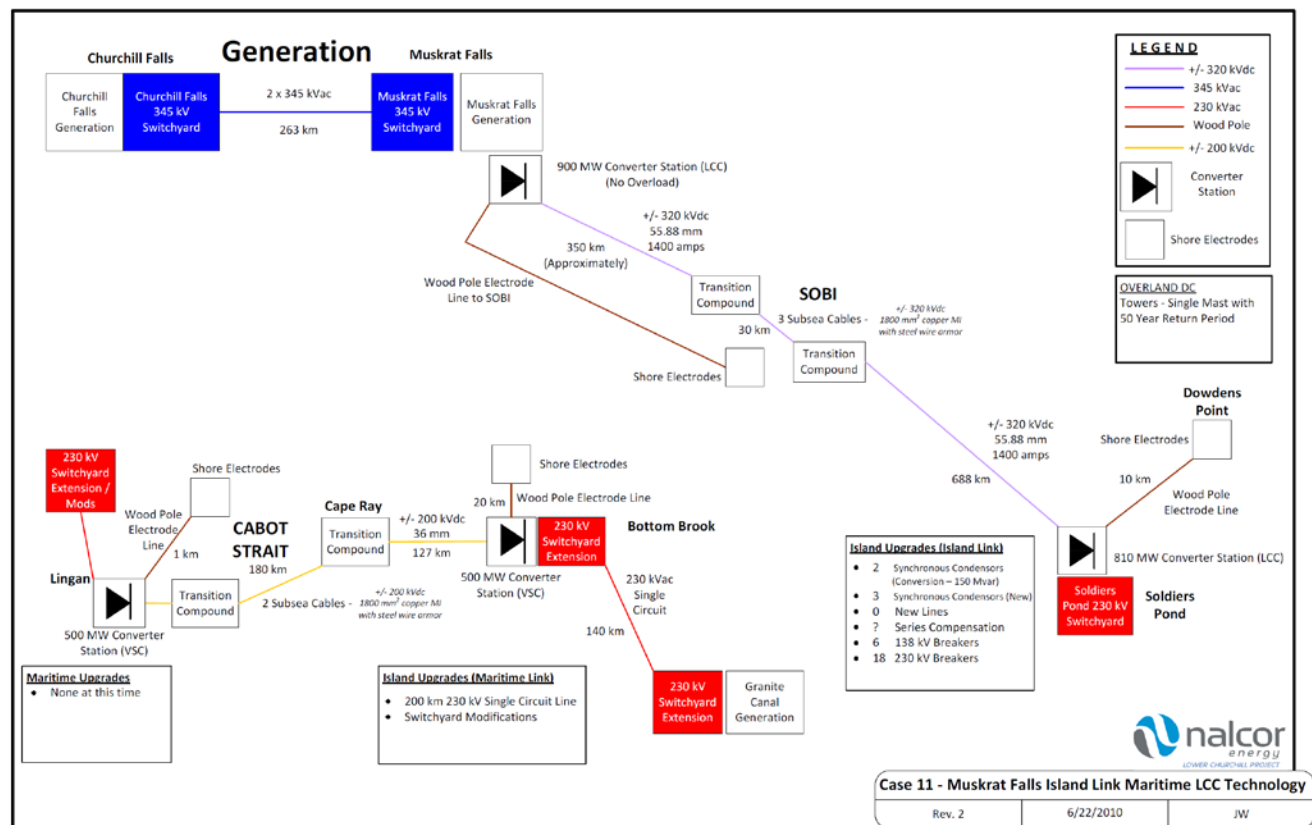 Generation
Churchill Falls
Muskrat Falls
Churchill
Falls
Generation
Churchill Falls
345 kV
Switchyard
2 x 345 kVac
263 km
Muskrat Falls
345 kV
Switchyard
Muskrat Falls
Generation
900 MW Converter Station (LCC)
(No Overload)
+/- 320 kVdc
55.88 mm
1400 amps
350 km
(Approximately)
Wood Pole Electrode
Line to SOBI
Transition
Compound
SOBI
30 km
3 Subsea Cables -
+/- 320 kVdc
1800 mm² copper MI
with steel wire armor
Transition
Compound
Shore Electrodes
LEGEND
+/- 320 kVdc
345 kVac
230 kVac
Wood Pole
+/- 200 kVdc
Converter
Station
Shore Electrodes
OVERLAND DC
Towers - Single Mast with
50 Year Return Period
+/- 320 kVdc
55.88 mm
1400 amps
688 km
Dowdens
Point
Shore Electrodes
10 km
Wood Pole
Electrode Line
810 MW Converter Station (LCC)
Soldiers
Pond 230 kV
Switchyard
Soldiers
Pond
230 kV
Switchyard
Extension /
Mods
Shore Electrodes
Wood Pole
Electrode
Line
1 km
Lingan
500 MW Converter
Station (VSC)
Transition
Compound
CABOT
STRAIT
180 km
2 Subsea Cables -
+/- 200 kVdc
1800 mm² copper MI
with steel wire armor
Cape Ray
Transition
Compound
+/- 200 kVdc
36 mm
127 km
Shore Electrodes
20 km
Wood Pole Electrode Line
500 MW Converter
Station (VSC)
230 kV
Switchyard
Extension
Bottom Brook
230 kVac
Single
Circuit
140 km
230 kV
Switchyard
Extension
Granite
Canal
Generation
Maritime Upgrades
• None at this time
Island Upgrades (Maritime Link)
• 200 km 230 kV Single Circuit Line
• Switchyard Modifications
Island Upgrades (Island Link)
• 2 Synchronous Condensors
(Conversion – 150 Mvar)
• 3 Synchronous Condensors (New)
• 0 New Lines
• ? Series Compensation
• 6 138 kV Breakers
• 18 230 kV Breakers
nalcor
energy
LOWER CHURCHILL PROJECT
Case 11 - Muskrat Falls Island Link Maritime LCC Technology
Rev. 2 6/22/2010 JW